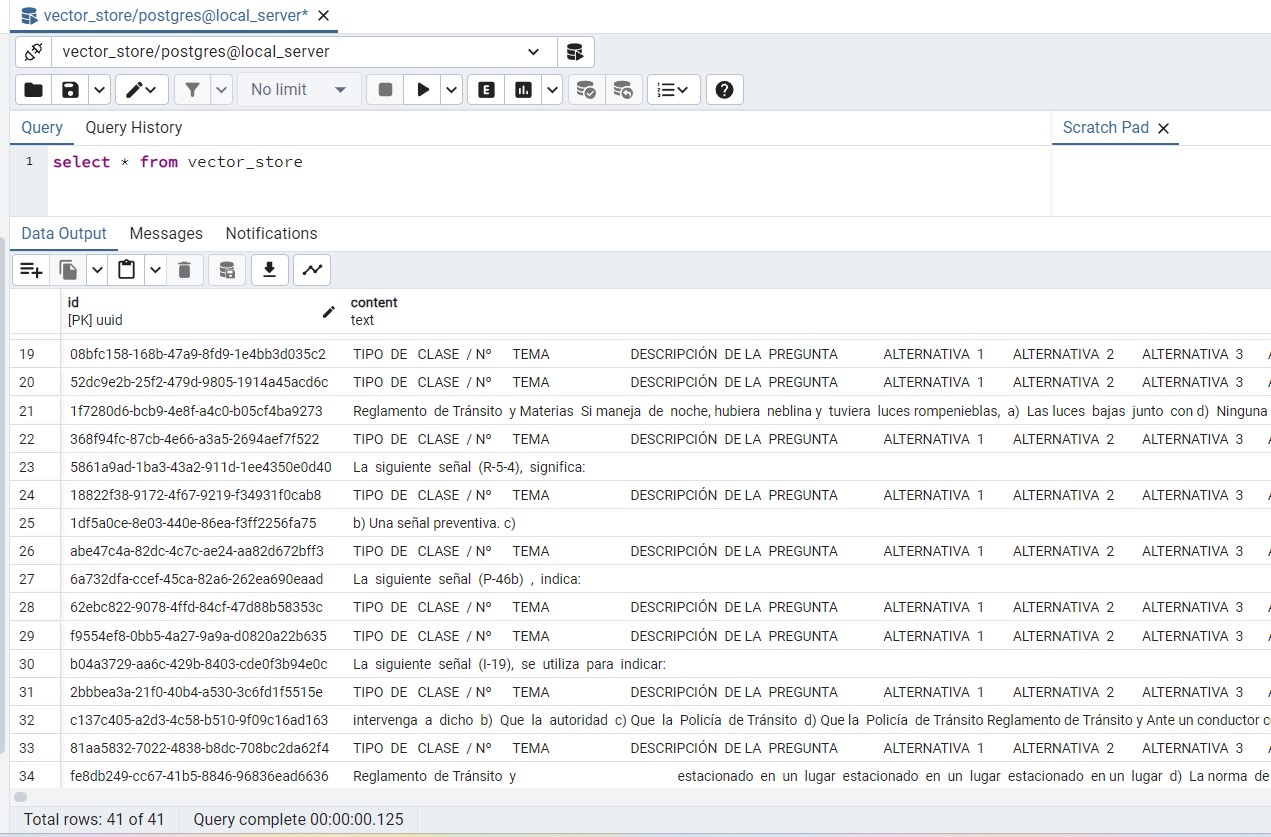 vector_store/postgres@local_server*
vector_store/postgres@local_server
No limit
E
Query Query History Scratch Pad
1 select * from vector_store
Data Output Messages Notifications
id content
[PK] uuid text
19 08bfc158-168b-47a9-8fd9-1e4bb3d035c2 TIPO DE CLASE / Nº TEMA DESCRIPCIÓN DE LA PREGUNTA ALTERNATIVA 1 ALTERNATIVA 2 ALTERNATIVA 3
20 52dc9e2b-25f2-479d-9805-1914a45acd6c TIPO DE CLASE / Nº TEMA DESCRIPCIÓN DE LA PREGUNTA ALTERNATIVA 1 ALTERNATIVA 2 ALTERNATIVA 3
21 1f7280d6-bcb9-4e8f-a4c0-b05cf4ba9273 Reglamento de Tránsito y Materias Si maneja de noche, hubiera neblina y tuviera luces rompenieblas, a) Las luces bajas junto con d) Ninguna
22 368f94fc-87cb-4e66-a3a5-2694aef7f522 TIPO DE CLASE / Nº TEMA DESCRIPCIÓN DE LA PREGUNTA ALTERNATIVA 1 ALTERNATIVA 2 ALTERNATIVA 3
23 5861a9ad-1ba3-43a2-911d-1ee4350e0d40 La siguiente señal (R-5-4), significa:
24 18822f38-9172-4f67-9219-f34931f0cab8 TIPO DE CLASE / Nº TEMA DESCRIPCIÓN DE LA PREGUNTA ALTERNATIVA 1 ALTERNATIVA 2 ALTERNATIVA 3
25 1df5a0ce-8e03-440e-86ea-f3ff2256fa75 b) Una señal preventiva. c)
26 abe47c4a-82dc-4c7c-ae24-aa82d672bff3 TIPO DE CLASE / Nº TEMA DESCRIPCIÓN DE LA PREGUNTA ALTERNATIVA 1 ALTERNATIVA 2 ALTERNATIVA 3
27 6a732dfa-ccef-45ca-82a6-262ea690eaad La siguiente señal (P-46b) , indica:
28 62ebc822-9078-4ffd-84cf-47d88b58353c TIPO DE CLASE / Nº TEMA DESCRIPCIÓN DE LA PREGUNTA ALTERNATIVA 1 ALTERNATIVA 2 ALTERNATIVA 3
29 f9554ef8-0bb5-4a27-9a9a-d0820a22b635 TIPO DE CLASE / Nº TEMA DESCRIPCIÓN DE LA PREGUNTA ALTERNATIVA 1 ALTERNATIVA 2 ALTERNATIVA 3
30 b04a3729-aa6c-429b-8403-cde0f3b94e0c La siguiente señal (I-19), se utiliza para indicar:
31 2bbbea3a-21f0-40b4-a530-3c6fd1f5515e TIPO DE CLASE / Nº TEMA DESCRIPCIÓN DE LA PREGUNTA ALTERNATIVA 1 ALTERNATIVA 2 ALTERNATIVA 3
32 c137c405-a2d3-4c58-b510-9f09c16ad163 intervenga a dicho b) Que la autoridad c) Que la Policía de Tránsito d) Que la Policía de Tránsito Reglamento de Tránsito y Ante un conductor
33 81aa5832-7022-4838-b8dc-708bc2da62f4 TIPO DE CLASE / Nº TEMA DESCRIPCIÓN DE LA PREGUNTA ALTERNATIVA 1 ALTERNATIVA 2 ALTERNATIVA 3
34 fe8db249-cc67-41b5-8846-96836ead6636 Reglamento de Tránsito y estacionado en un lugar estacionado en un lugar estacionado en un lugar d) La norma de
Total rows: 41 of 41 Query complete 00:00:00.125